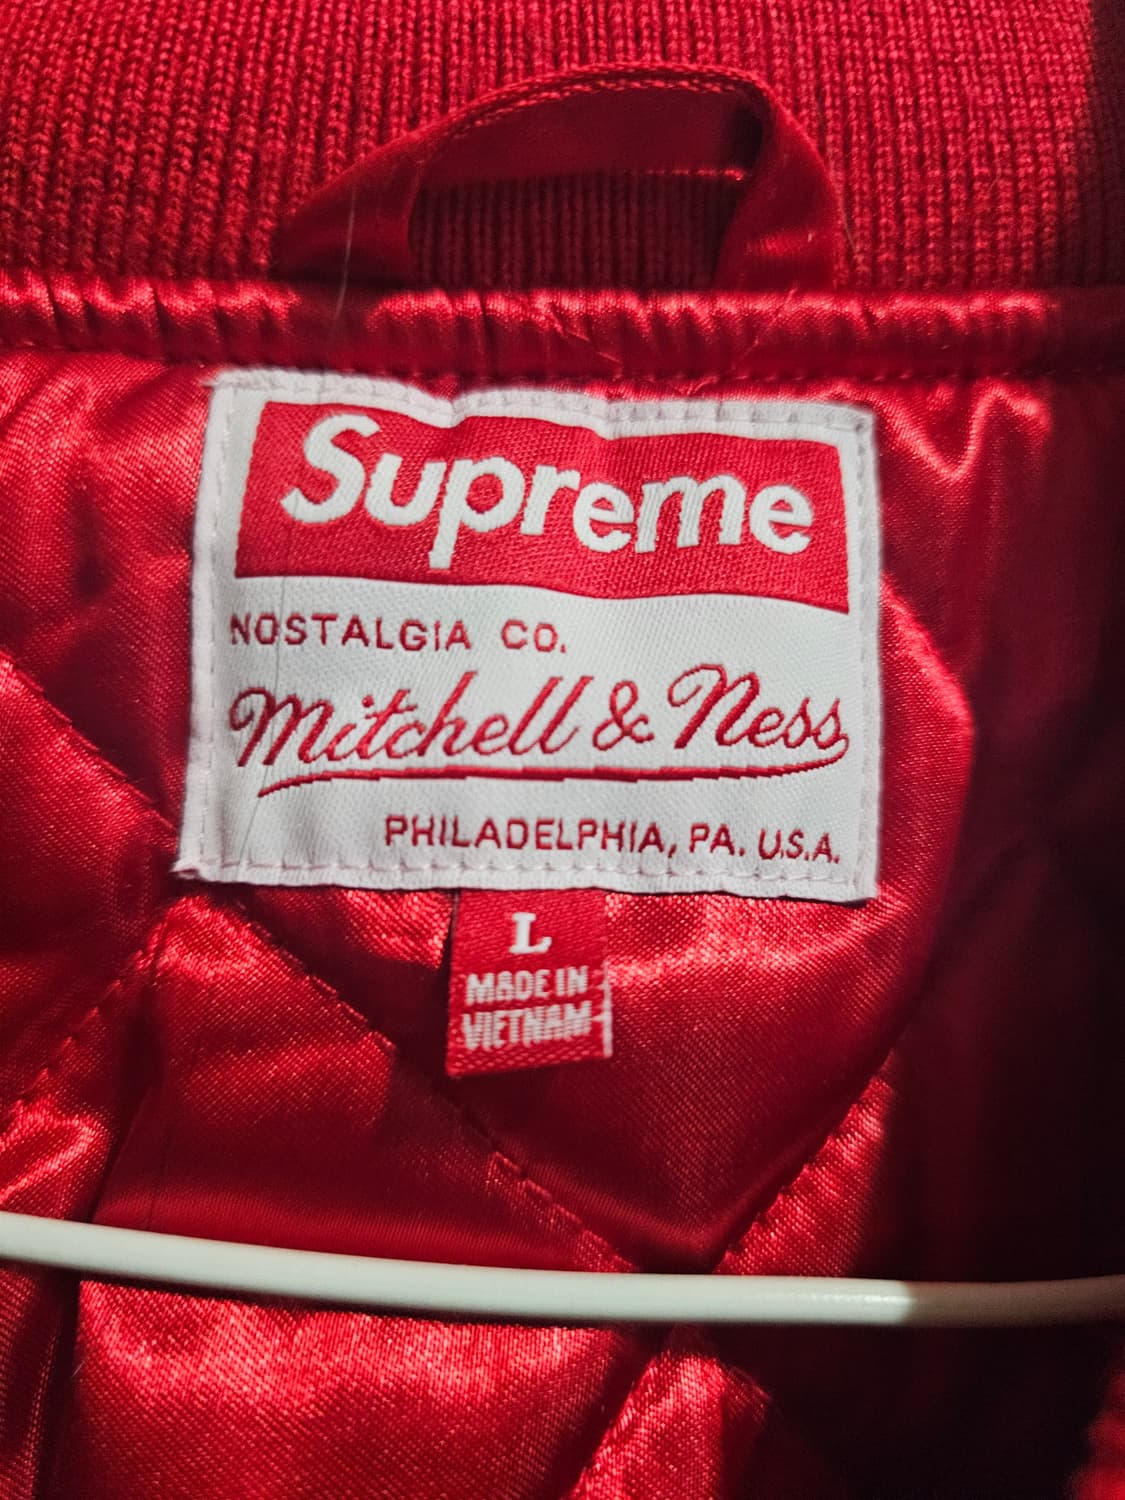 Supreme
NOSTALGIA CO.
Mitchell & Ness
PHILADELPHIA, PA. U.S.A.
L
MADE IN
VIETNAM